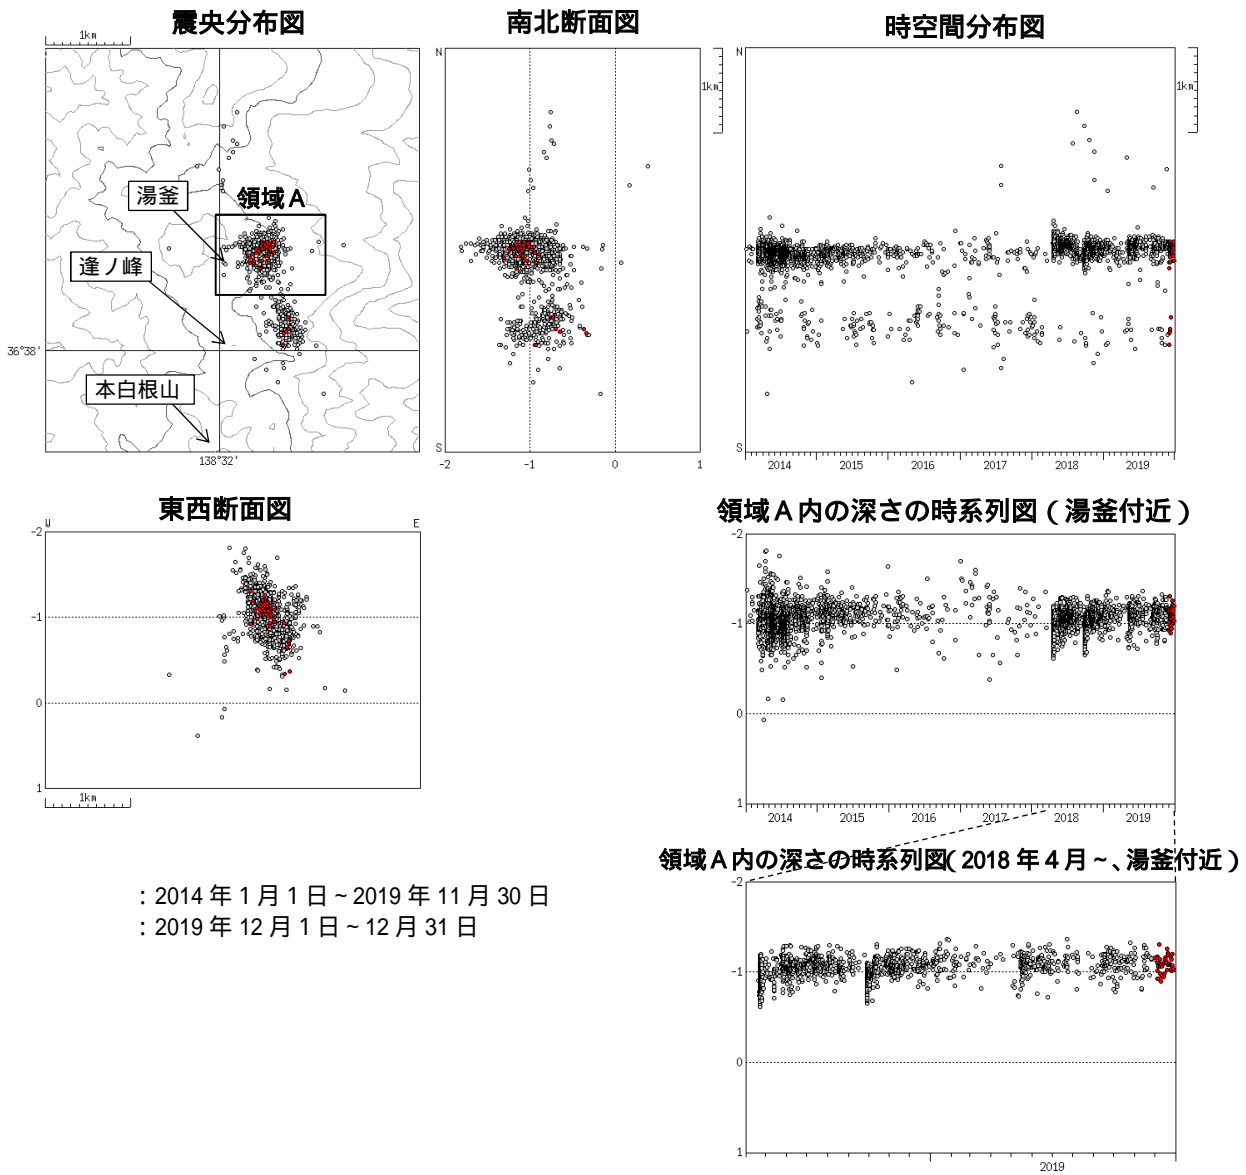 震央分布図
南北断面図
時空間分布図
1km
N
N
1km
1km
湯釜
領域A
逢ノ峰
36°38'
本白根山
138°32'
S
-2
-1
0
1
S
2014
2015
2016
2017
2018
2019
東西断面図
W
E
-2
-1
0
1
1km
領域A内の深さの時系列図(湯釜付近)
-2
-1
0
1
2014
2015
2016
2017
2018
2019
領域A内の深さの時系列図(2018年4月~、湯釜付近)
-2
-1
0
1
2019
:2014年1月1日~2019年11月30日
:2019年12月1日~12月31日